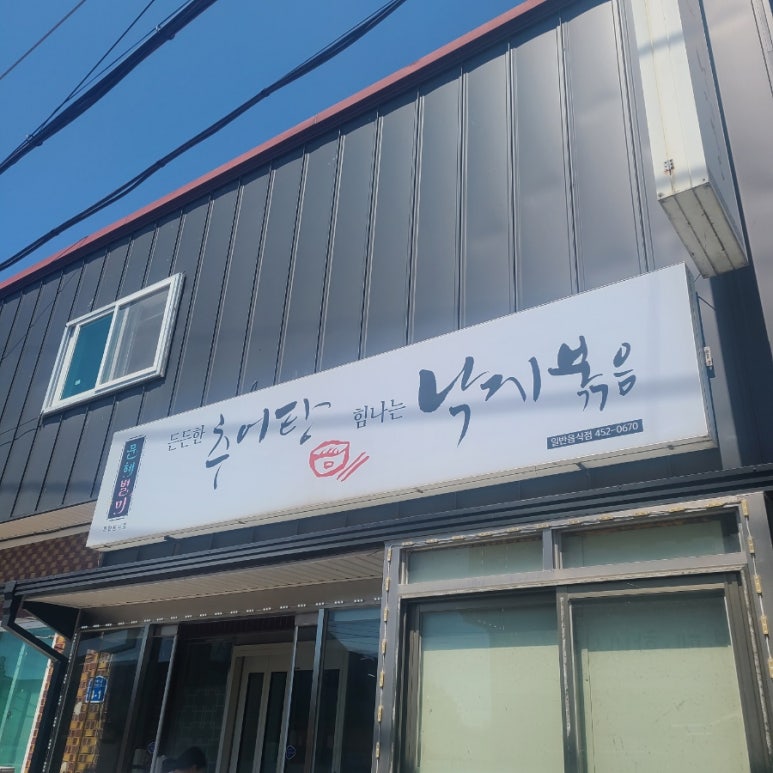 문혜별미
든든한 추어탕 힘나는 낙지볶음
일반음식점 452-0670